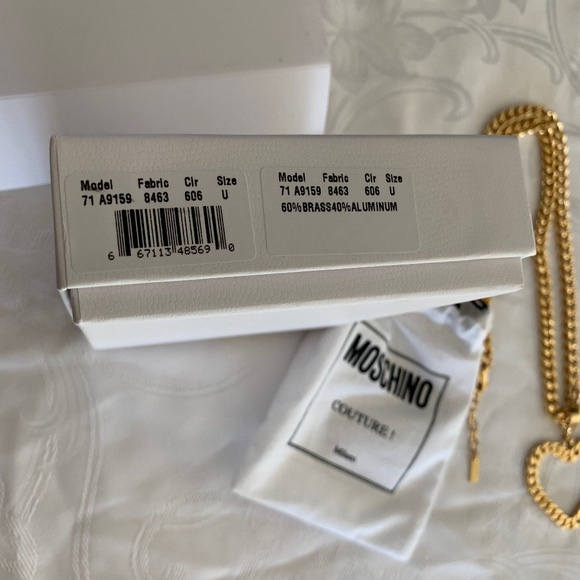 Model Fabric Clr Size
71 A9159 8463 606 U
6 67113 48569 0
Model Fabric Clr Size
71 A9159 8463 606 U
60%BRASS40%ALUMINUM
MOSCHINO
COUTURE !
Milano